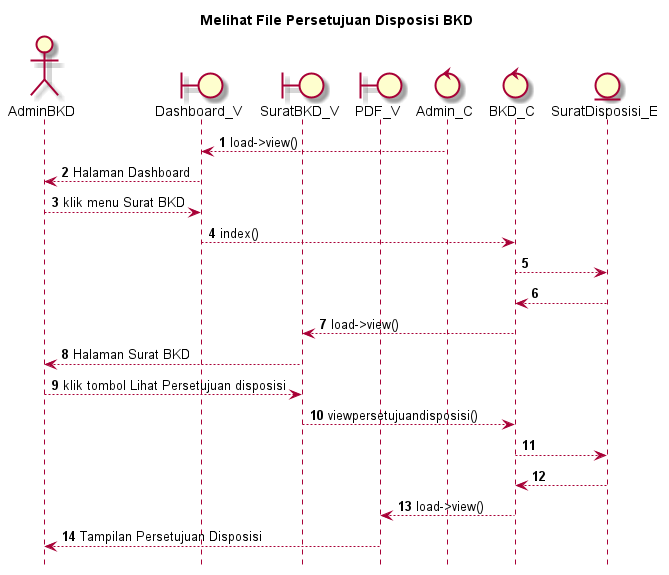 Melihat File Persetujuan Disposisi BKD
AdminBKD
Dashboard_V
SuratBKD_V
PDF_V
Admin_C
BKD_C
SuratDisposisi_E
1 load->view()
2 Halaman Dashboard
3 klik menu Surat BKD
4 index()
5
6
7 load->view()
8 Halaman Surat BKD
9 klik tombol Lihat Persetujuan disposisi
10 viewpersetujuandisposisi()
11
12
13 load->view()
14 Tampilan Persetujuan Disposisi